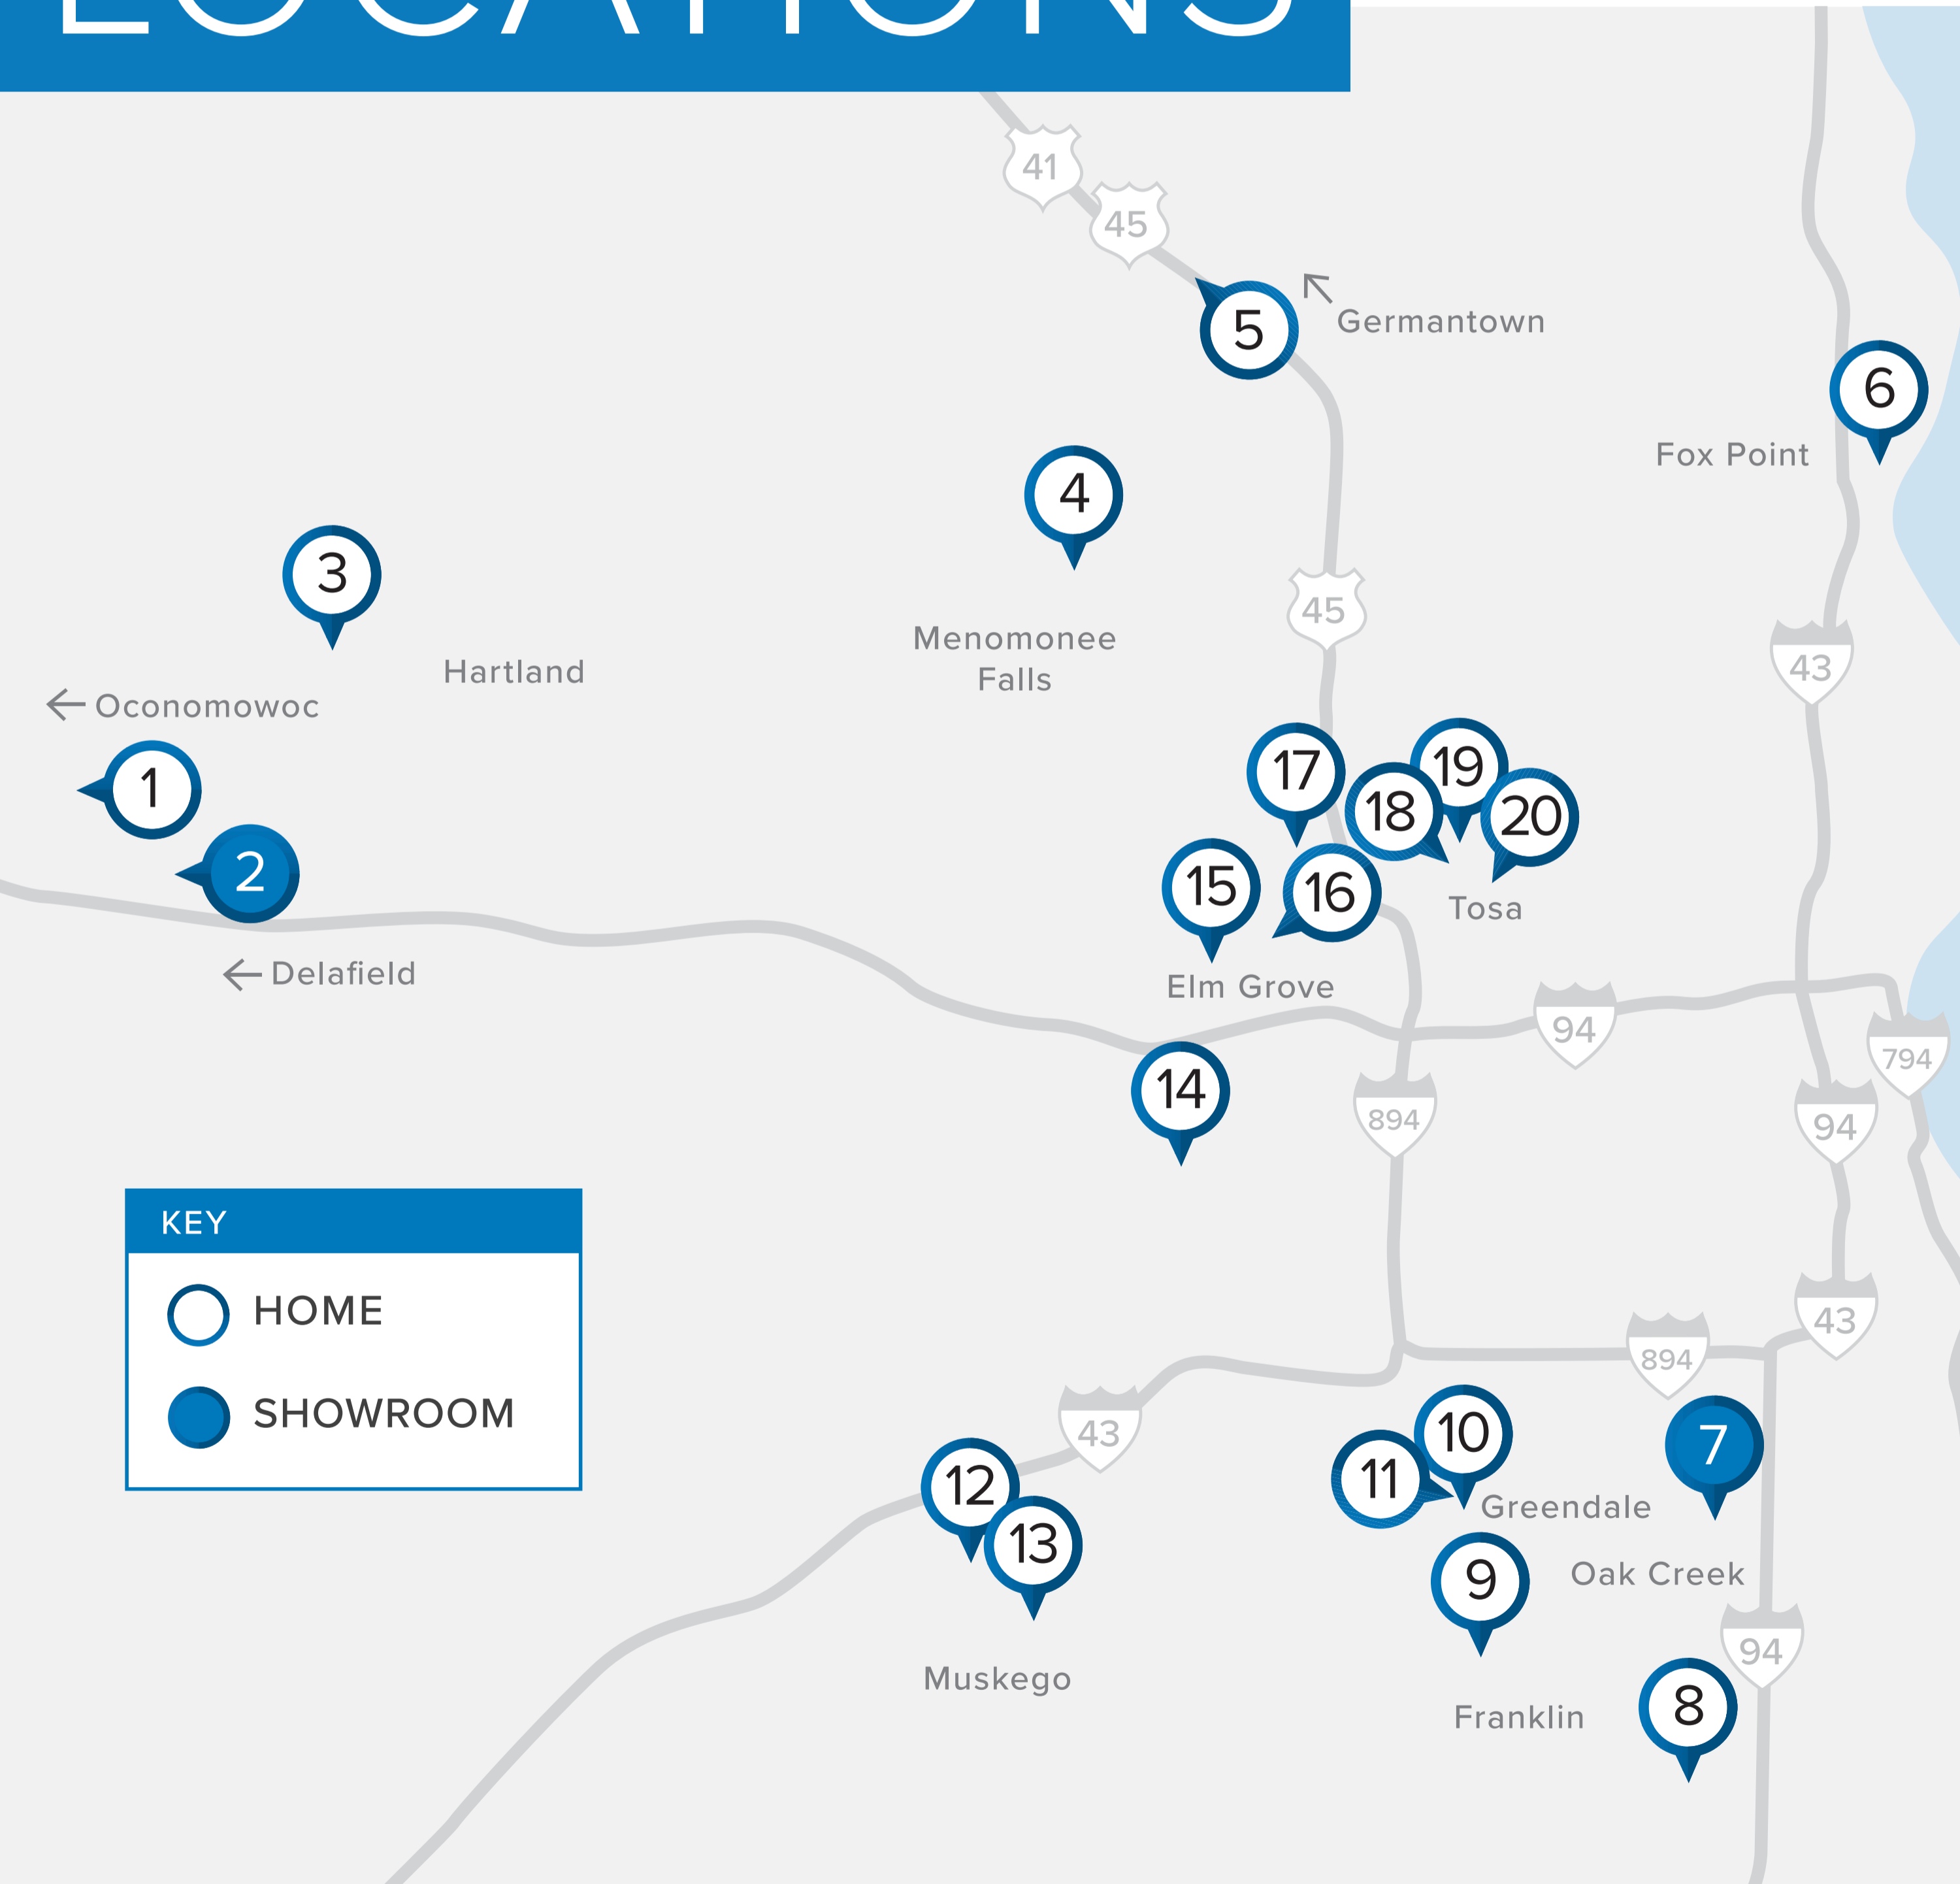 LOCATIONS
41
45
5
Germantown
6
Fox Point
4
3
45
Menomonee
Falls
Hartland
43
Oconomowoc
17
19
18
20
1
2
15
16
Tosa
Delafield
Elm Grove
94
794
14
894
94
KEY
HOME
SHOWROOM
43
894
43
10
7
11
12
Greendale
13
Oak Creek
9
94
Muskego
Franklin
8